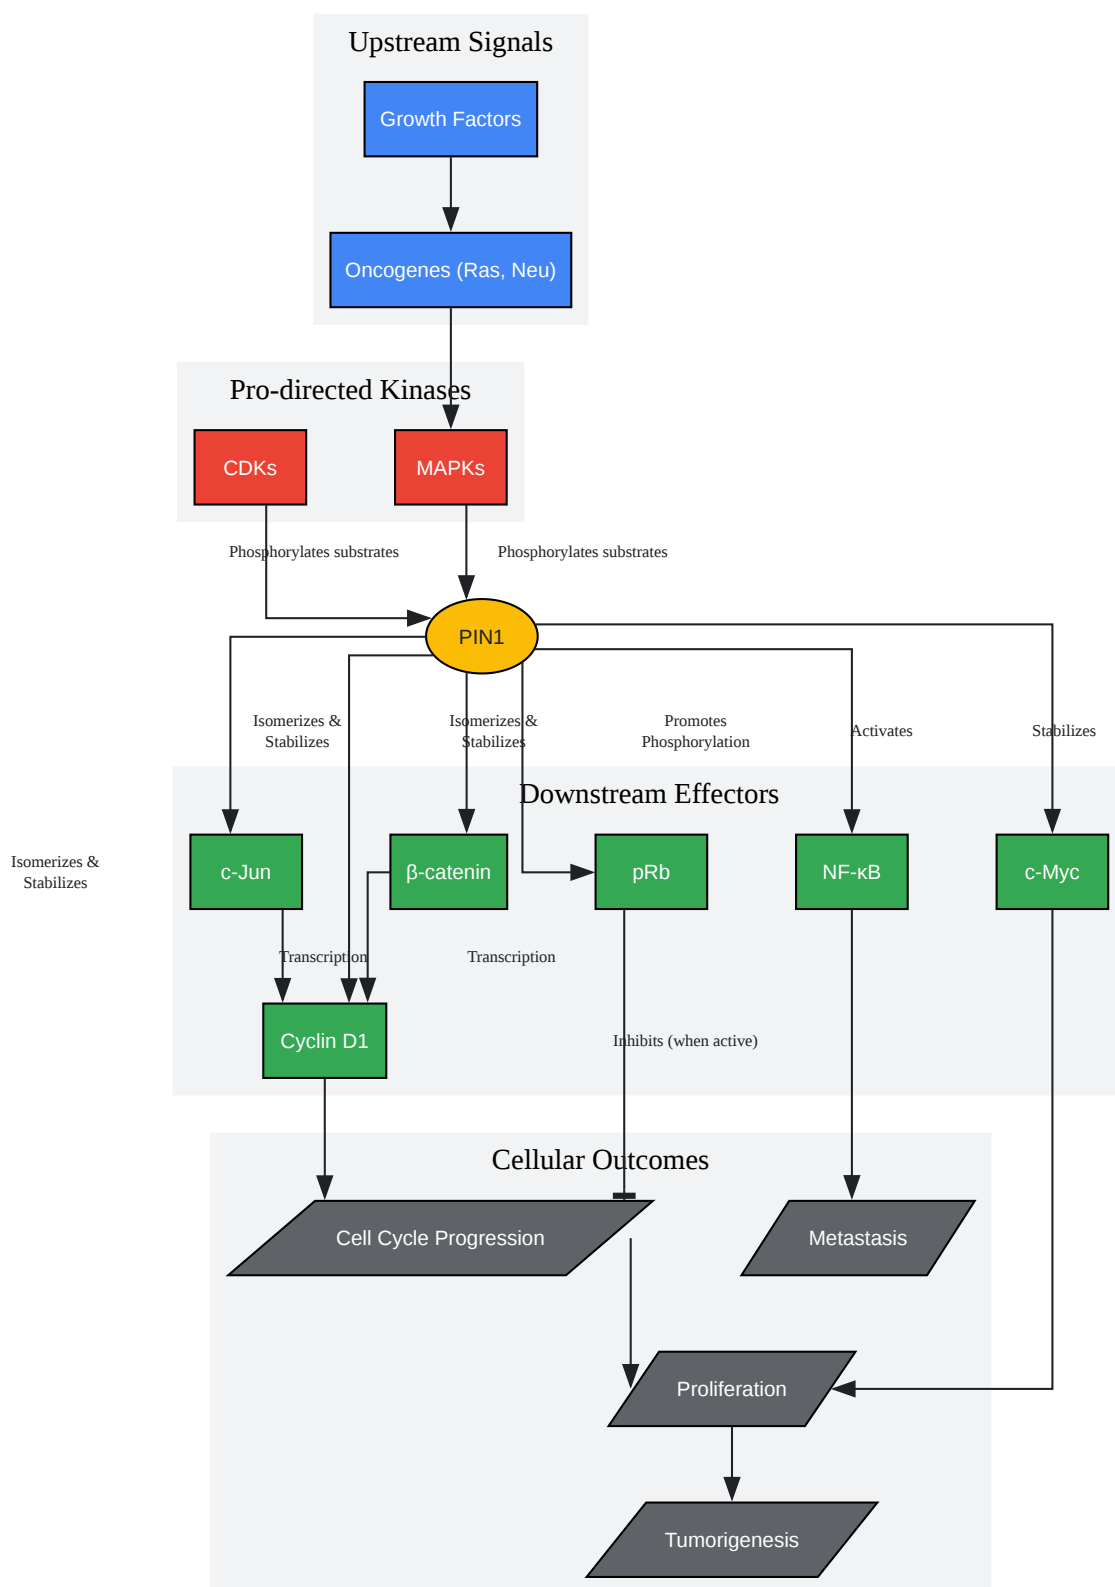 Upstream Signals
Growth Factors
Oncogenes (Ras, Neu)
Pro-directed Kinases
CDKs
MAPKs
Phosphorylates substrates
Phosphorylates substrates
PIN1
Isomerizes &
Stabilizes
Isomerizes &
Stabilizes
Promotes
Phosphorylation
Activates
Stabilizes
Downstream Effectors
Isomerizes &
Stabilizes
c-Jun
β-catenin
pRb
NF-κB
c-Myc
Transcription
Transcription
Cyclin D1
Inhibits (when active)
Cellular Outcomes
Cell Cycle Progression
Metastasis
Proliferation
Tumorigenesis